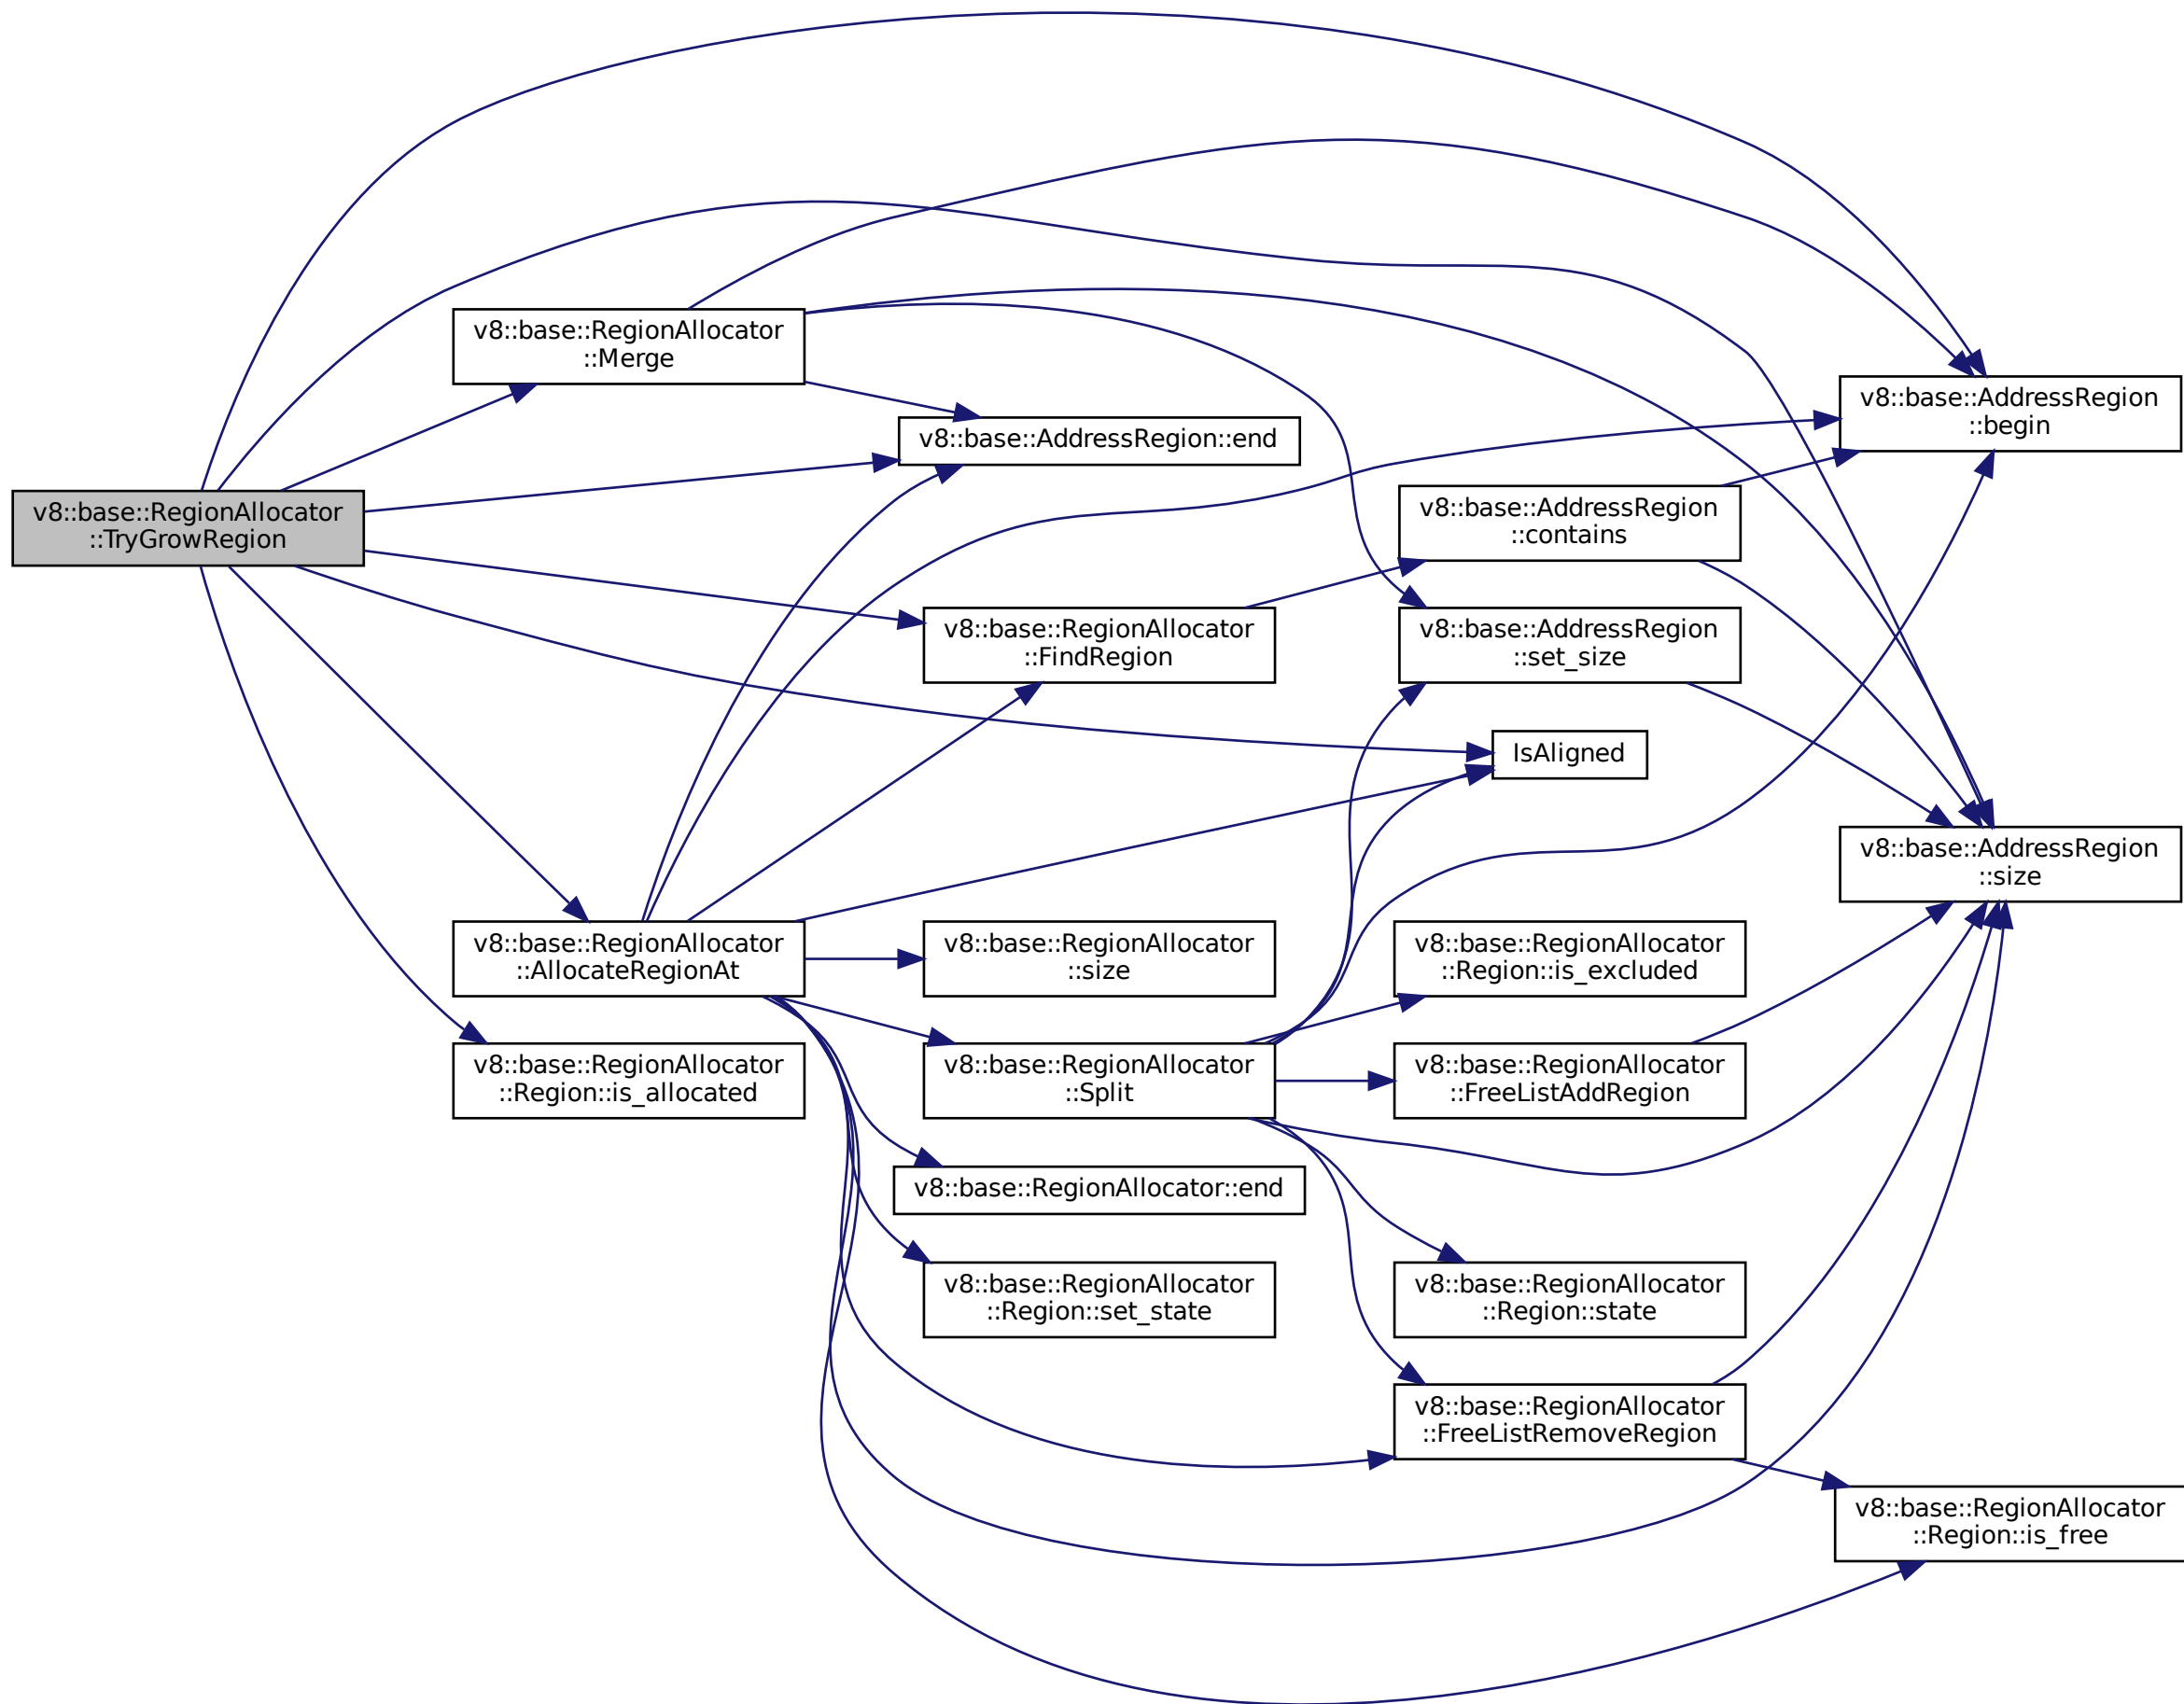 v8::base::RegionAllocator
::TryGrowRegion
v8::base::RegionAllocator
::Merge
v8::base::AddressRegion::end
v8::base::RegionAllocator
::FindRegion
v8::base::RegionAllocator
::AllocateRegionAt
v8::base::RegionAllocator
::Region::is_allocated
v8::base::RegionAllocator
::size
v8::base::RegionAllocator
::Split
v8::base::RegionAllocator::end
v8::base::RegionAllocator
::Region::set_state
v8::base::AddressRegion
::contains
v8::base::AddressRegion
::set_size
IsAligned
v8::base::RegionAllocator
::Region::is_excluded
v8::base::RegionAllocator
::FreeListAddRegion
v8::base::RegionAllocator
::Region::state
v8::base::RegionAllocator
::FreeListRemoveRegion
v8::base::AddressRegion
::begin
v8::base::AddressRegion
::size
v8::base::RegionAllocator
::Region::is_free